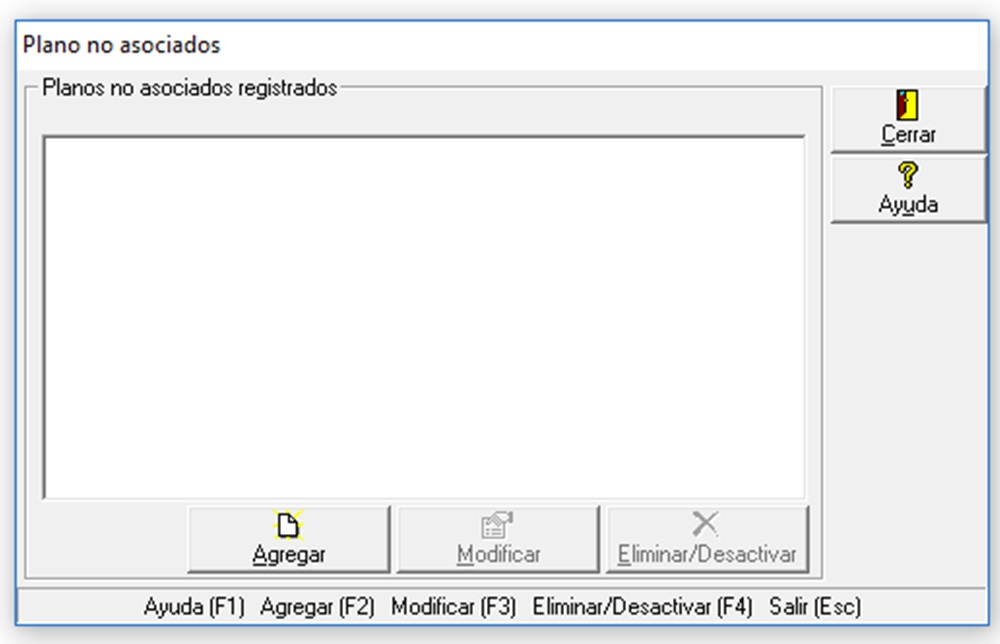 Plano no asociados
Planos no asociados registrados
Cerrar
Ayuda
Agregar
Modificar
Eliminar/Desactivar
Ayuda (F1) Agregar (F2) Modificar (F3) Eliminar/Desactivar (F4) Salir (Esc)